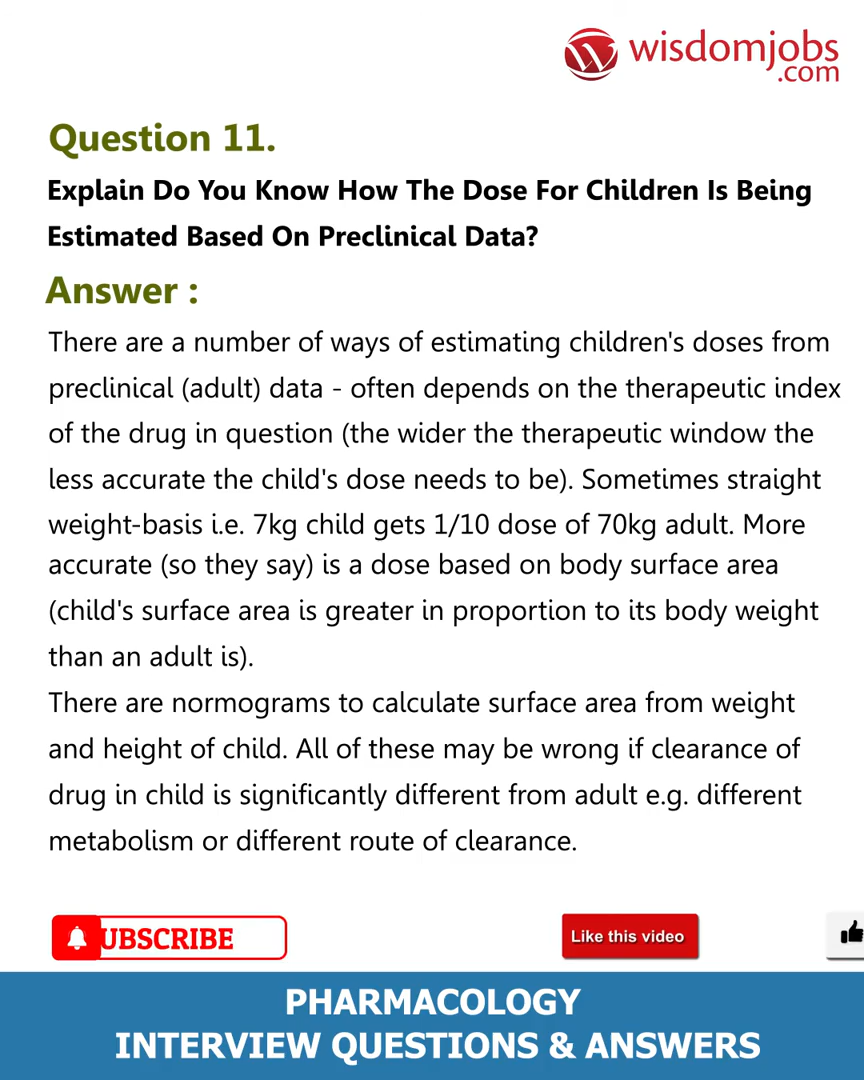 wisdomjobs
.com
Question 11.
Explain Do You Know How The Dose For Children Is Being
Estimated Based On Preclinical Data?
Answer :
There are a number of ways of estimating children's doses from
preclinical (adult) data - often depends on the therapeutic index
of the drug in question (the wider the therapeutic window the
less accurate the child's dose needs to be). Sometimes straight
weight-basis i.e. 7kg child gets 1/10 dose of 70kg adult. More
accurate (so they say) is a dose based on body surface area
(child's surface area is greater in proportion to its body weight
than an adult is).
There are normograms to calculate surface area from weight
and height of child. All of these may be wrong if clearance of
drug in child is significantly different from adult e.g. different
metabolism or different route of clearance.
UBSCRIBE
Like this video
PHARMACOLOGY
INTERVIEW QUESTIONS & ANSWERS